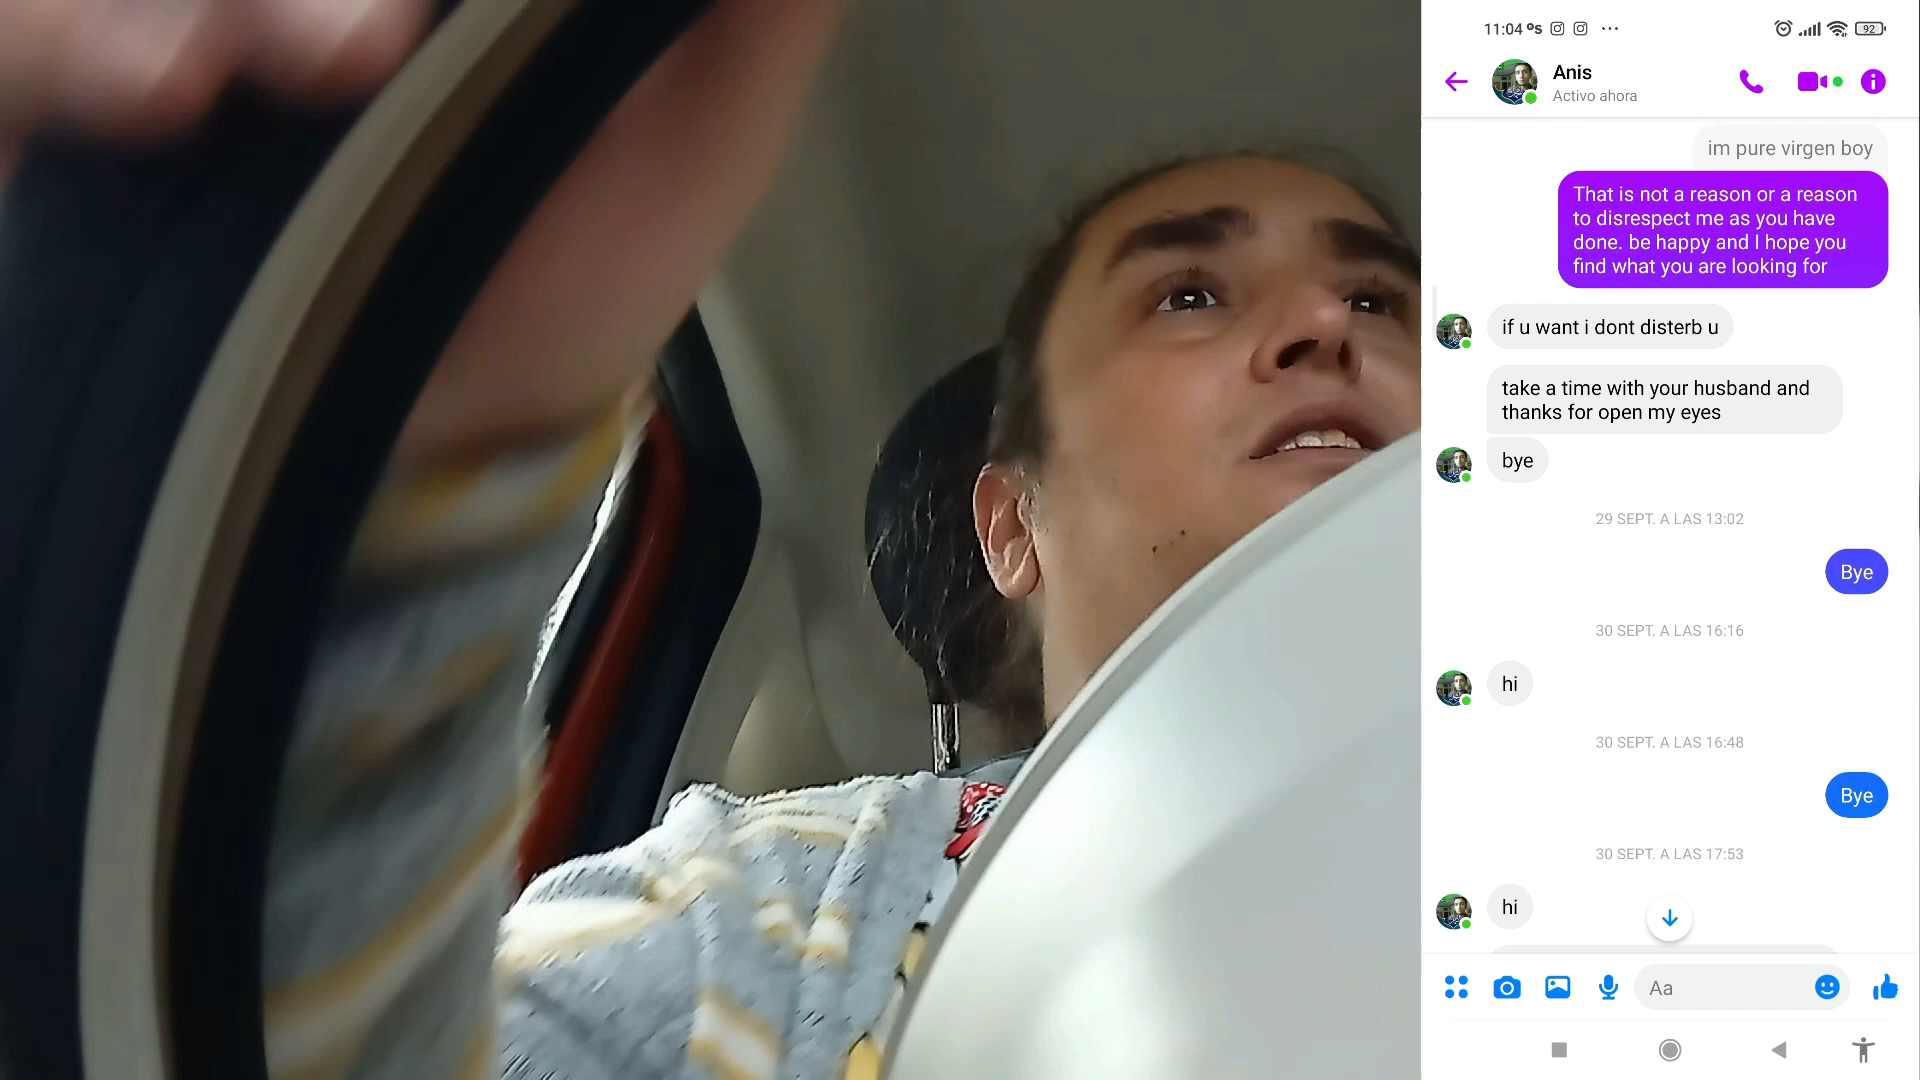 11:04
92
Anis
Activo ahora
im pure virgen boy
That is not a reason or a reason
to disrespect me as you have
done. be happy and I hope you
find what you are looking for
if u want i dont disterb u
take a time with your husband and
thanks for open my eyes
bye
29 SEPT. A LAS 13:02
Bye
30 SEPT. A LAS 16:16
hi
30 SEPT. A LAS 16:48
Bye
30 SEPT. A LAS 17:53
hi
Aa